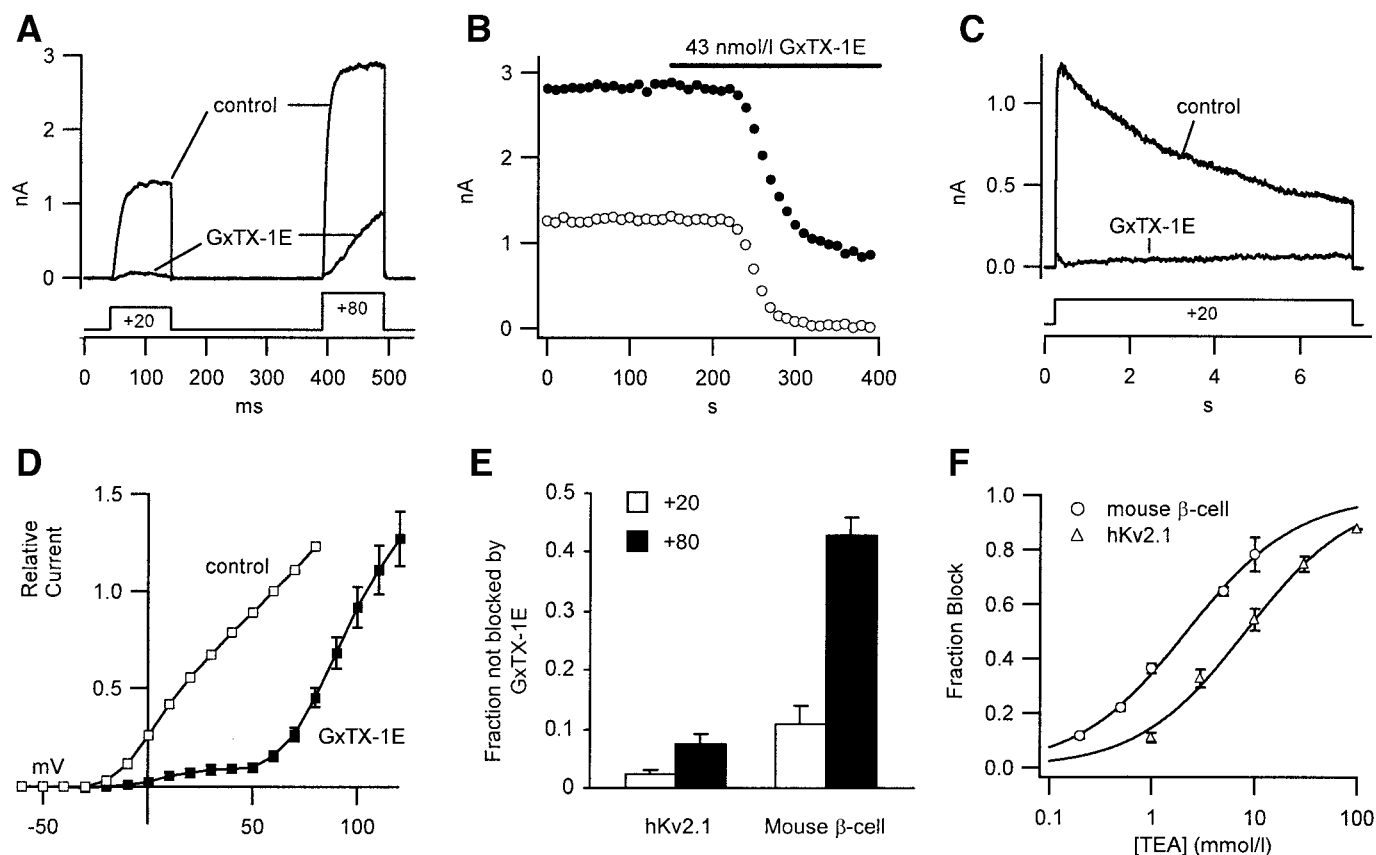 A
3
2
1
0
nA
control
GxTX-1E
+20
+80
0
100
200
300
400
500
ms
B
43 nmol/l GxTX-1E
3
2
1
0
nA
0
100
200
300
400
s
C
1.0
0.5
0.0
nA
control
GxTX-1E
+20
0
2
4
6
s
D
1.5
1.0
0.5
Relative
Current
control
GxTX-1E
mV
-50
50
100
E
0.5
0.4
0.3
0.2
0.1
0
Fraction not blocked by
GxTX-1E
+20
+80
hKv2.1
Mouse β-cell
F
1.0
0.8
0.6
0.4
0.2
0.0
Fraction Block
mouse β-cell
hKv2.1
0.1
1
10
100
[TEA] (mmol/l)